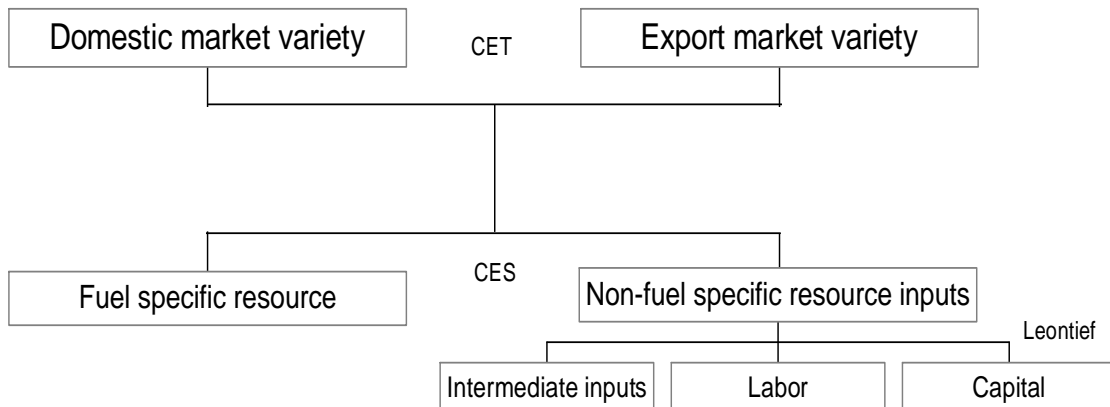 Domestic market variety
CET
Export market variety
Fuel specific resource
CES
Non-fuel specific resource inputs
Leontief
Intermediate inputs
Labor
Capital